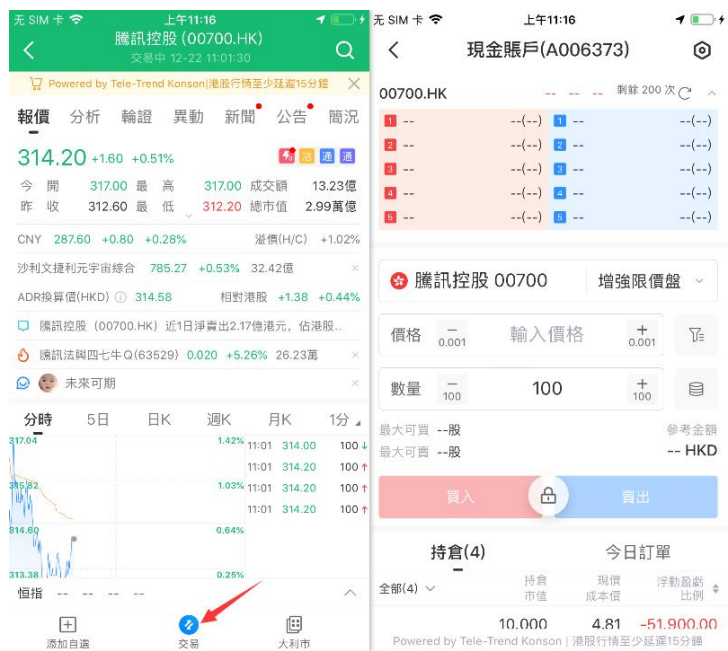 無 SIM 卡
上午11:16
騰訊控股 (00700.HK)
交易中 12-22 11:01:30
Powered by Tele-Trend Konson|港股行情至少延遲15分鐘
報價 分析 輪證 異動 新聞 公告 簡況
314.20 +1.60 +0.51% 沽 通 通
今開 317.00 最高 317.00 成交額 13.23億
昨收 312.60 最低 312.20 總市值 2.99萬億
CNY 287.60 +0.80 +0.28% 溢價(H/C) +1.02%
沙利文捷利元宇宙綜合 785.27 +0.53% 32.42億
ADR換算價(HKD) 314.58 相對港股 +1.38 +0.44%
騰訊控股（00700.HK）近1日淨賣出2.17億港元，佔港股..
騰訊法興四七牛Q(63529) 0.020 +5.26% 26.23萬
未來可期
分時 5日 日K 週K 月K 1分
317.04 1.42%
315.82 1.03%
314.60 0.64%
313.38 0.25%
11:01 314.00 100↓
11:01 314.20 100↑
11:01 314.20 100↑
11:01 314.20 100↑
恒指 -- -- -- --
添加自選 交易 大利市
無 SIM 卡
上午11:16
現金賬戶(A006373)
00700.HK -- -- -- 剩餘 200 次
1 -- --(--) 1 -- --(--)
2 -- --(--) 2 -- --(--)
3 -- --(--) 3 -- --(--)
4 -- --(--) 4 -- --(--)
5 -- --(--) 5 -- --(--)
騰訊控股 00700 增強限價盤
價格 − 0.001 輸入價格 + 0.001
數量 − 100 100 + 100
最大可買 --股 參考金額
最大可賣 --股 -- HKD
買入 賣出
持倉(4) 今日訂單
全部(4) 持倉 現價 浮動盈虧
市值 成本價 比例
10,000 4.81 -51,900.00
Powered by Tele-Trend Konson | 港股行情至少延遲15分鐘